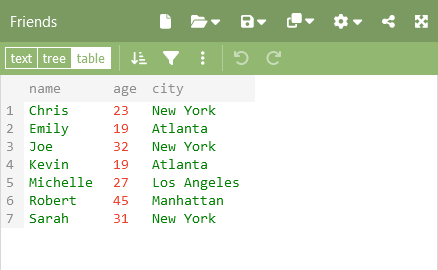 Friends
text tree table
name age city
1 Chris 23 New York
2 Emily 19 Atlanta
3 Joe 32 New York
4 Kevin 19 Atlanta
5 Michelle 27 Los Angeles
6 Robert 45 Manhattan
7 Sarah 31 New York